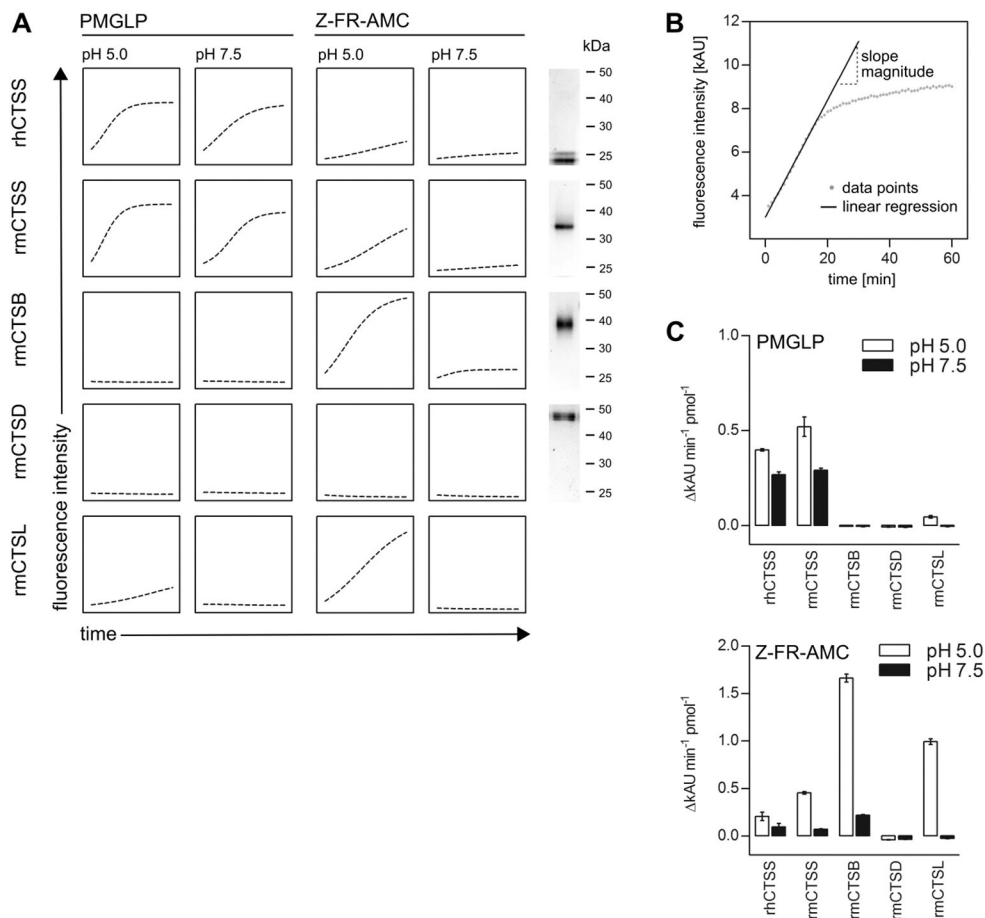 A
PMGLP
Z-FR-AMC
pH 5.0
pH 7.5
pH 5.0
pH 7.5
kDa
rhCTSS
50
40
30
25
rmCTSS
50
40
30
25
rmCTSB
50
40
30
25
rmCTSD
50
40
30
25
rmCTSL
fluorescence intensity
time
B
fluorescence intensity [kAU]
12
10
8
6
4
slope
magnitude
data points
linear regression
0
20
40
60
time [min]
C
PMGLP
pH 5.0
pH 7.5
ΔkAU min⁻¹ pmol⁻¹
1.0
0.5
0.0
rhCTSS
rmCTSS
rmCTSB
rmCTSD
rmCTSL
Z-FR-AMC
pH 5.0
pH 7.5
ΔkAU min⁻¹ pmol⁻¹
2.0
1.5
1.0
0.5
0.0
rhCTSS
rmCTSS
rmCTSB
rmCTSD
rmCTSL